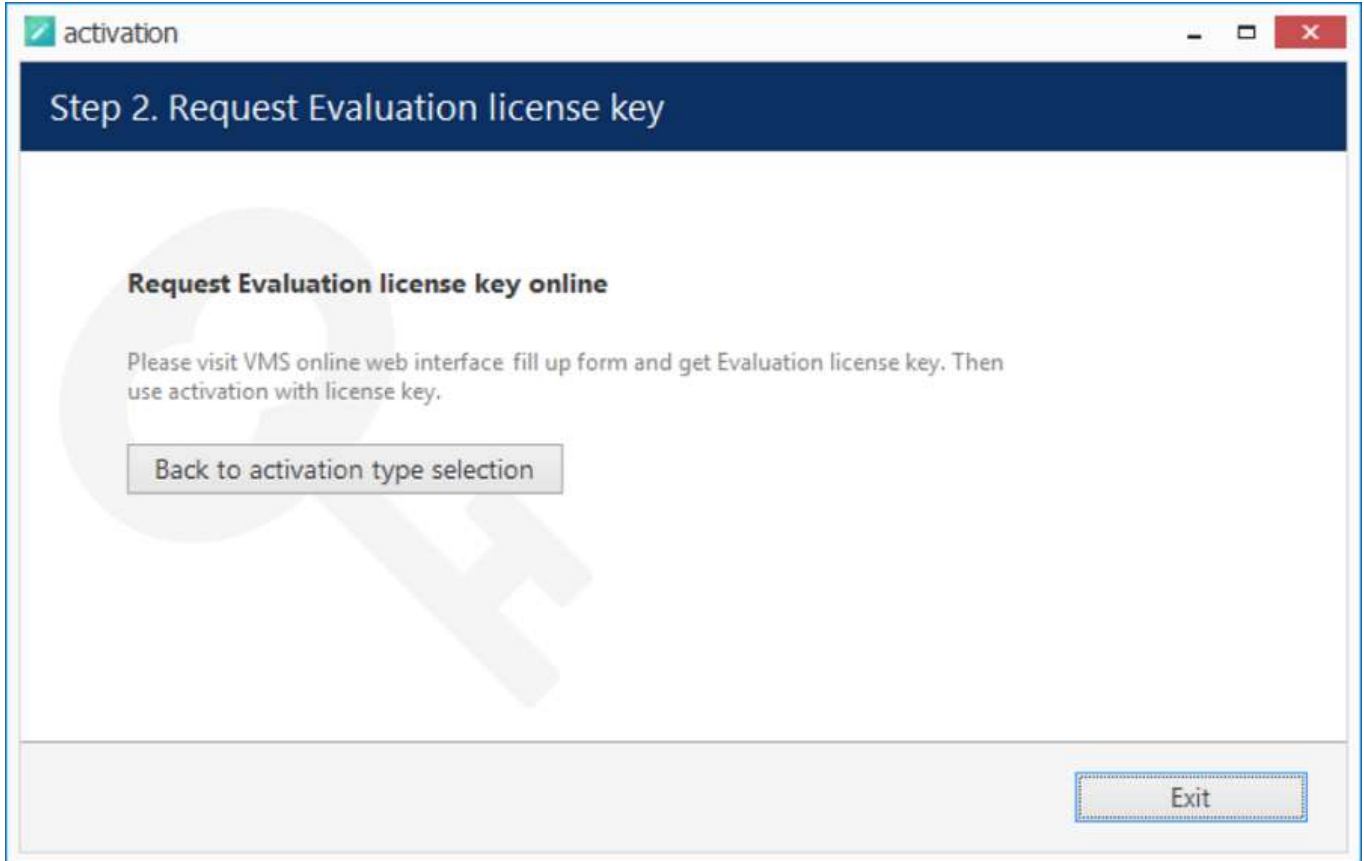 activation
Step 2. Request Evaluation license key
Request Evaluation license key online
Please visit VMS online web interface fill up form and get Evaluation license key. Then
use activation with license key.
Back to activation type selection
Exit